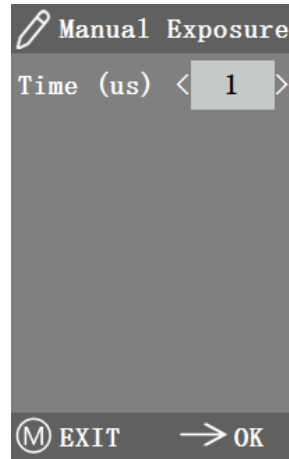 Manual Exposure
Time (us) < 1 >
M EXIT → OK